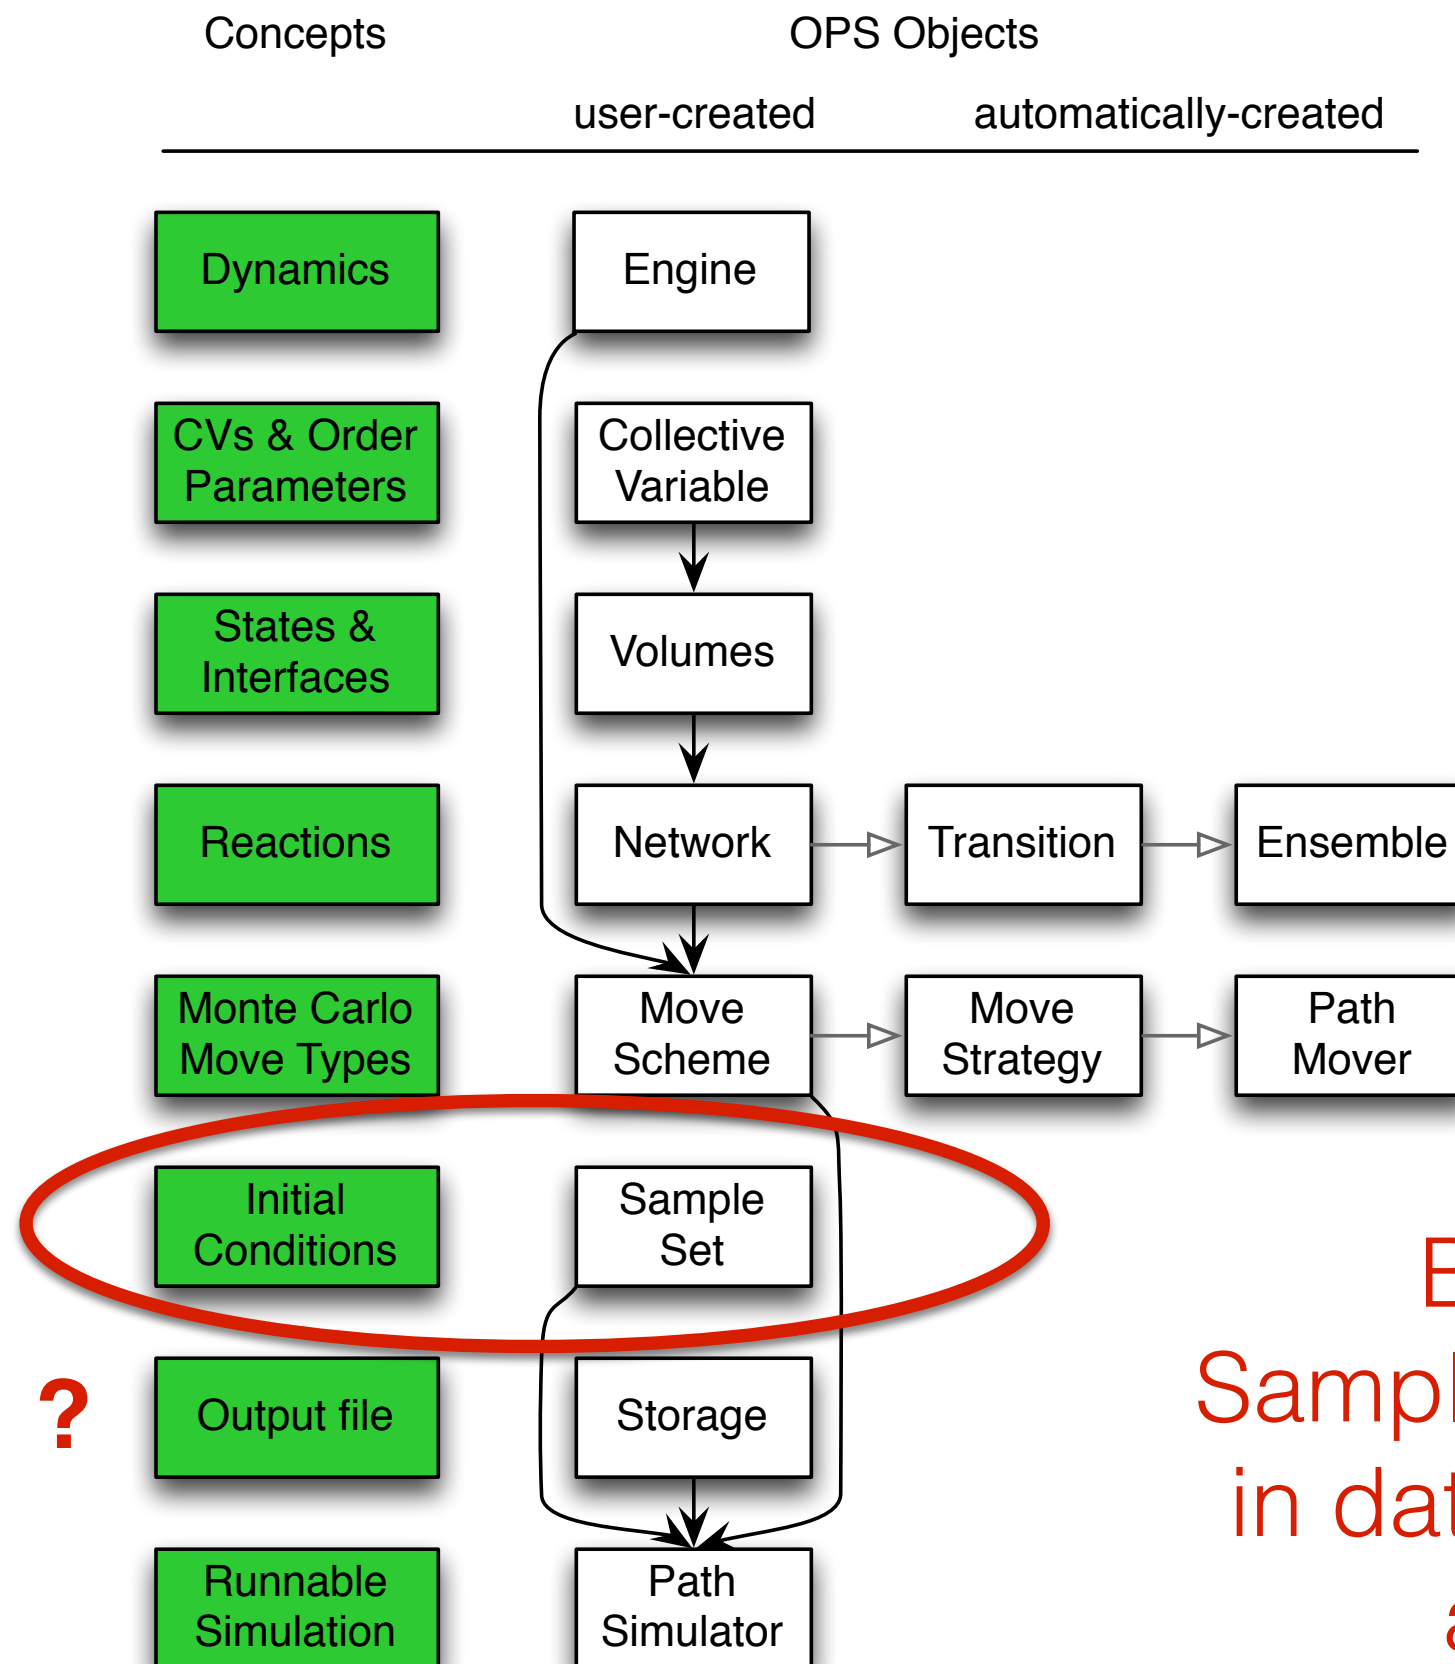 Concepts
OPS Objects
user-created
automatically-created
Dynamics
Engine
CVs & Order
Parameters
Collective
Variable
States &
Interfaces
Volumes
Reactions
Network
Transition
Ensemble
Monte Carlo
Move Types
Move
Scheme
Move
Strategy
Path
Mover
Initial
Conditions
Sample
Set
?
Output file
Storage
in
Runnable
Simulation
Path
Simulator